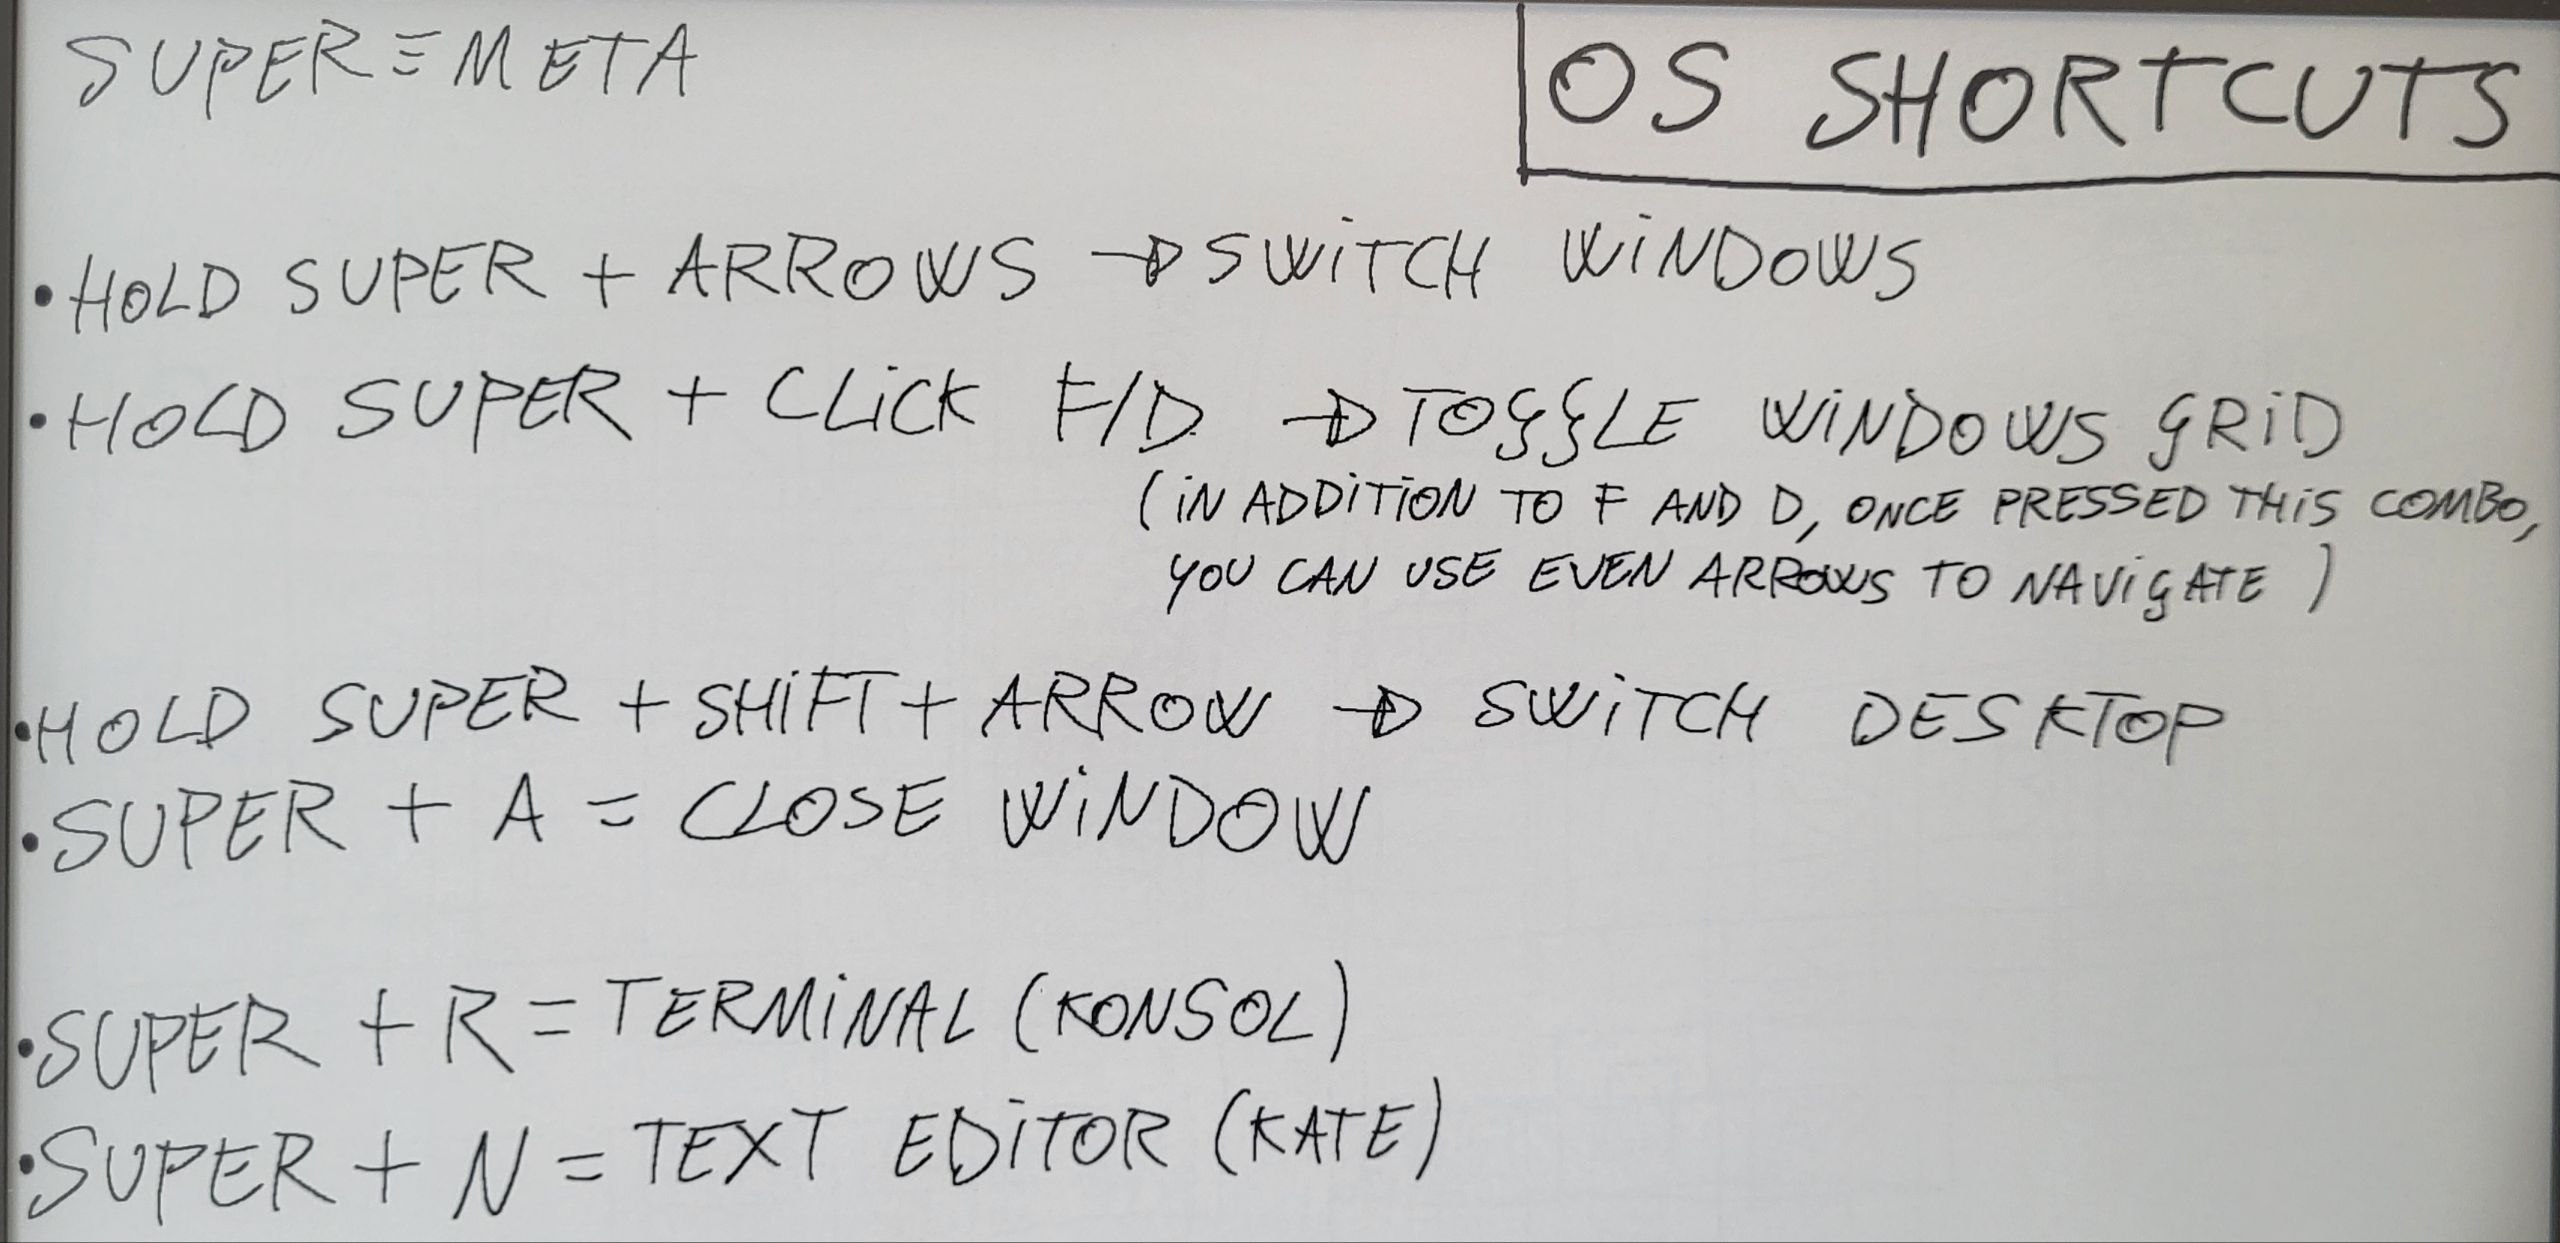 SUPER≡META
OS SHORTCUTS
•HOLD SUPER + ARROWS → SWiTCH WiNDOWS
•HOLD SUPER + CLiCK F/D → TOGGLE WiNDOWS GRiD
(iN ADDiTiON TO F AND D, ONCE PRESSED THiS COMBO,
YOU CAN USE EVEN ARROWS TO NAViGATE)
•HOLD SUPER + SHiFT + ARROW → SWiTCH DESKTOP
•SUPER + A = CLOSE WiNDOW
•SUPER + R = TERMiNAL (KONSOL)
•SUPER + N = TEXT EDiTOR (KATE)